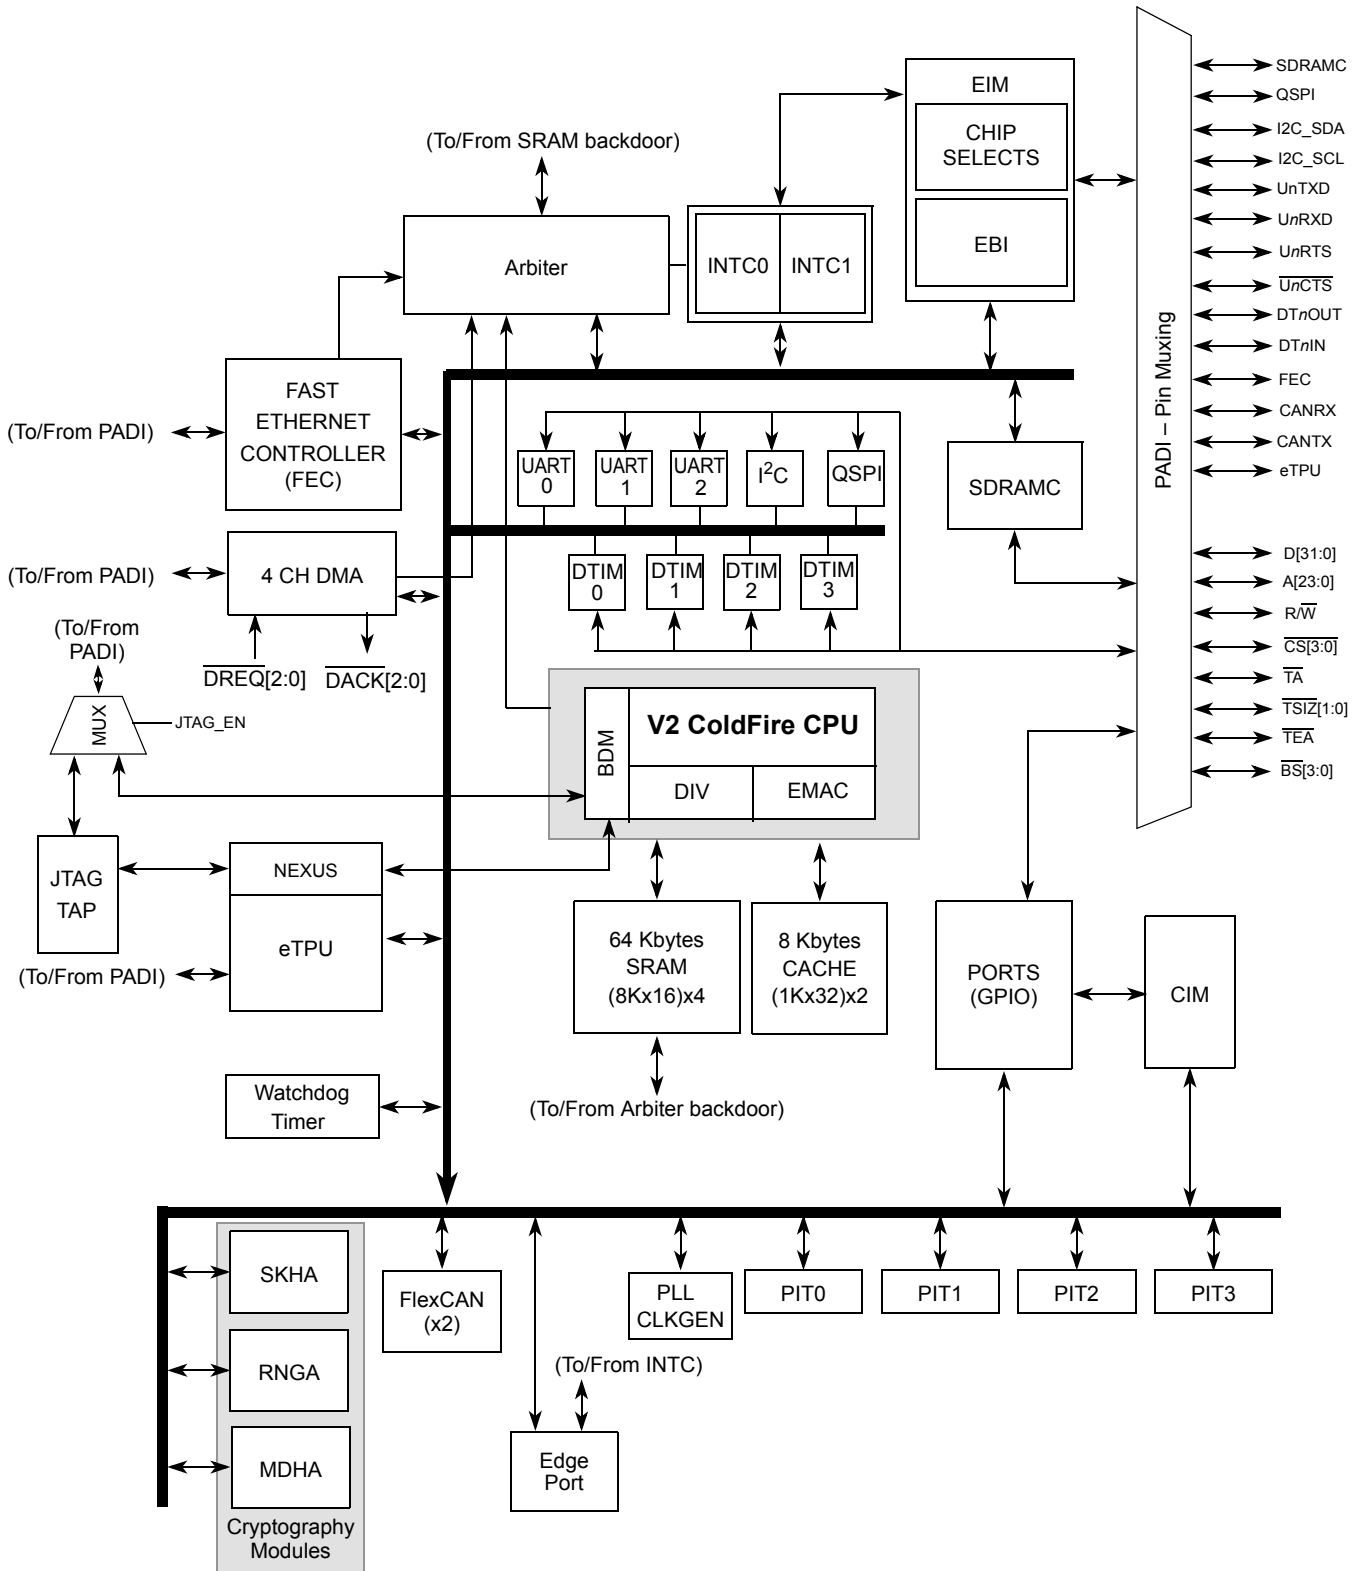 EIM
CHIP
SELECTS
EBI
(To/From SRAM backdoor)
Arbiter
INTC0
INTC1
SDRAMC
QSPI
I2C_SDA
I2C_SCL
UnTXD
UnRXD
UnRTS
UnCTS
DTnOUT
DTnIN
FEC
CANRX
CANTX
eTPU
D[31:0]
A[23:0]
R/W
CS[3:0]
TA
TSIZ[1:0]
TEA
BS[3:0]
PADI – Pin Muxing
(To/From PADI)
FAST
ETHERNET
CONTROLLER
(FEC)
UART
0
UART
1
UART
2
I²C
QSPI
SDRAMC
(To/From PADI)
4 CH DMA
DTIM
0
DTIM
1
DTIM
2
DTIM
3
(To/From
PADI)
DREQ[2:0]
DACK[2:0]
MUX
JTAG_EN
BDM
V2 ColdFire CPU
DIV
EMAC
JTAG
TAP
NEXUS
eTPU
(To/From PADI)
64 Kbytes
SRAM
(8Kx16)x4
8 Kbytes
CACHE
(1Kx32)x2
PORTS
(GPIO)
CIM
Watchdog
Timer
(To/From Arbiter backdoor)
SKHA
RNGA
MDHA
Cryptography
Modules
FlexCAN
(x2)
PLL
CLKGEN
PIT0
PIT1
PIT2
PIT3
(To/From INTC)
Edge
Port